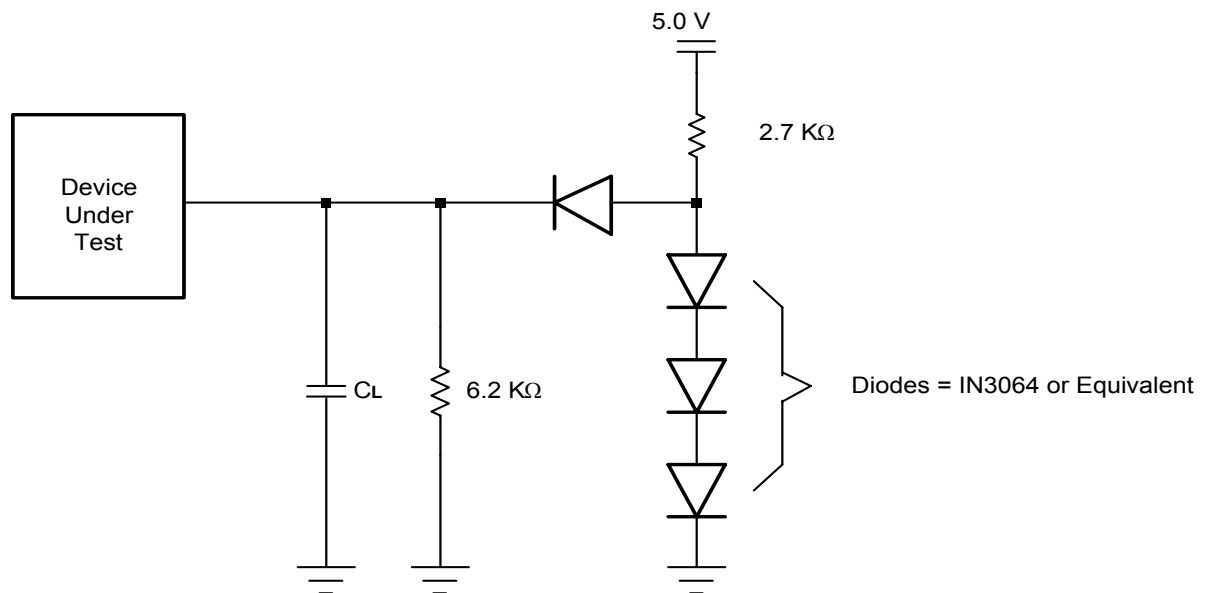 5.0 V
2.7 KΩ
Device
Under
Test
CL
6.2 KΩ
Diodes = IN3064 or Equivalent